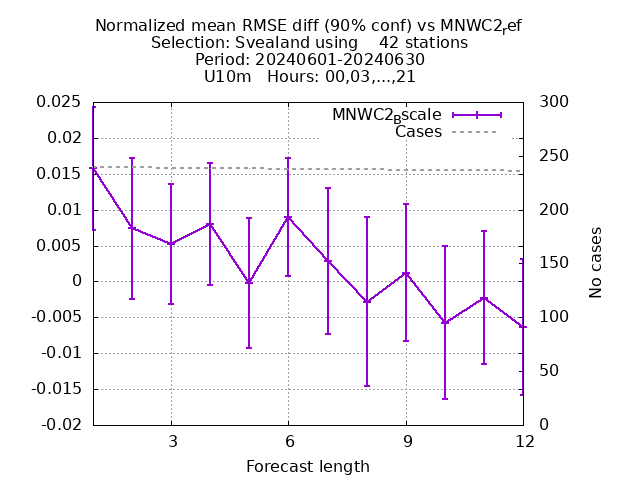 Normalized mean RMSE diff (90% conf) vs MNWC2ref
Selection: Svealand using 42 stations
Period: 20240601-20240630
U10m Hours: 00,03,...,21
MNWC2Bscale
Cases
0.025
0.02
0.015
0.01
0.005
0
-0.005
-0.01
-0.015
-0.02
300
250
200
150
100
50
0
No cases
3 6 9 12
Forecast length